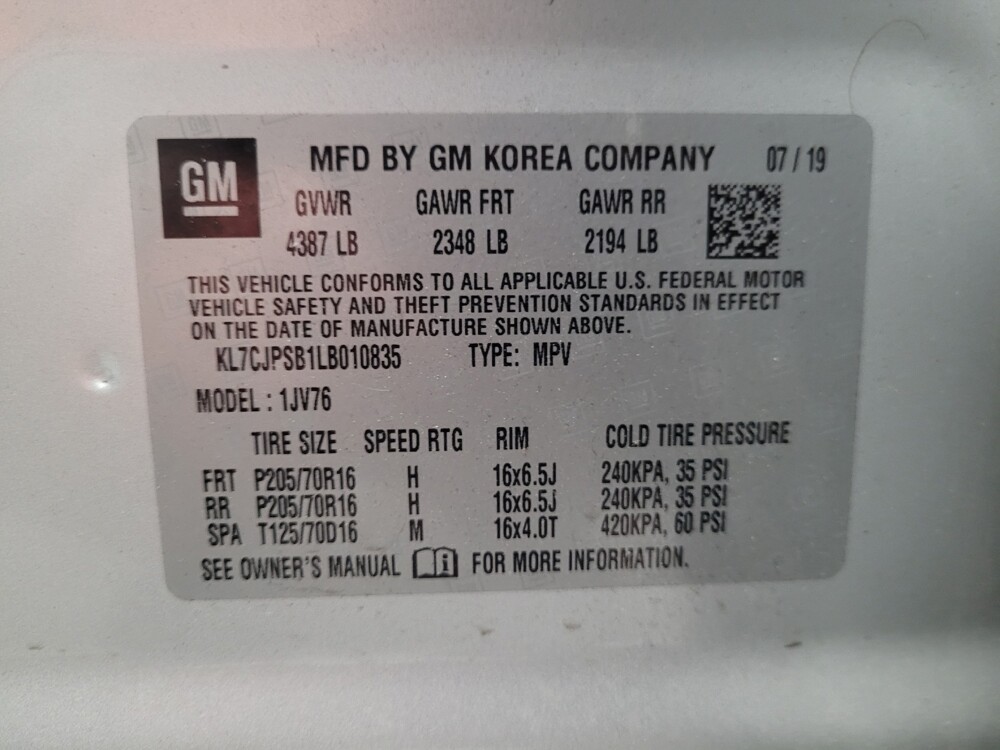 GM
MFD BY GM KOREA COMPANY 07 / 19
GVWR GAWR FRT GAWR RR
4387 LB 2348 LB 2194 LB
THIS VEHICLE CONFORMS TO ALL APPLICABLE U.S. FEDERAL MOTOR
VEHICLE SAFETY AND THEFT PREVENTION STANDARDS IN EFFECT
ON THE DATE OF MANUFACTURE SHOWN ABOVE.
KL7CJPSB1LB010835 TYPE: MPV
MODEL : 1JV76
TIRE SIZE SPEED RTG RIM COLD TIRE PRESSURE
FRT P205/70R16 H 16x6.5J 240KPA, 35 PSI
RR P205/70R16 H 16x6.5J 240KPA, 35 PSI
SPA T125/70D16 M 16x4.0T 420KPA, 60 PSI
SEE OWNER'S MANUAL FOR MORE INFORMATION.